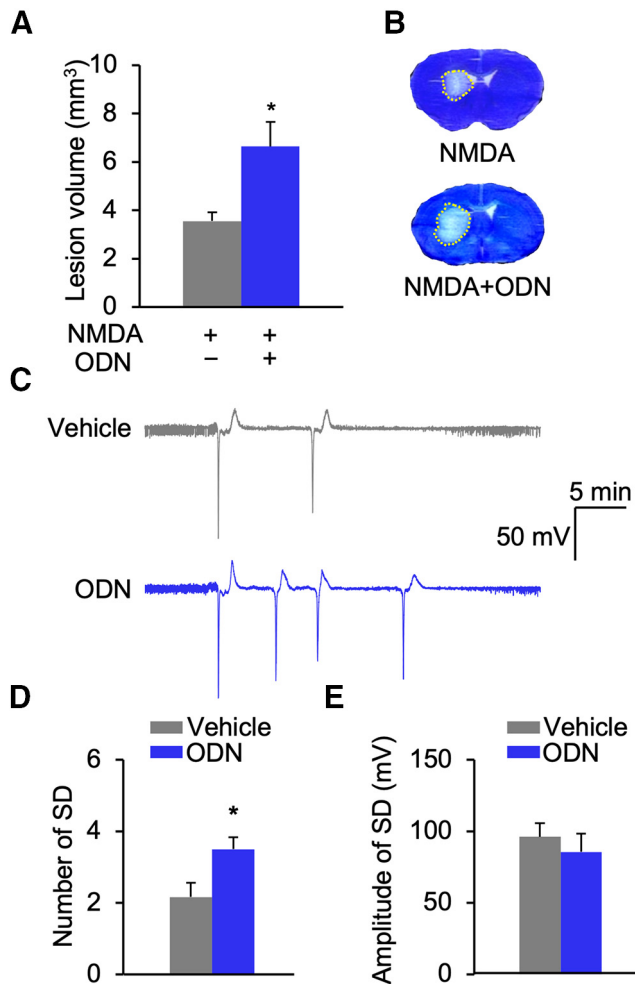 A
B
Lesion volume (mm³)
10
8
6
4
2
0
*
NMDA + +
ODN − +
NMDA
NMDA+ODN
C
Vehicle
ODN
5 min
50 mV
D
Vehicle
ODN
Number of SD
6
4
2
0
*
E
Vehicle
ODN
Amplitude of SD (mV)
150
100
50
0